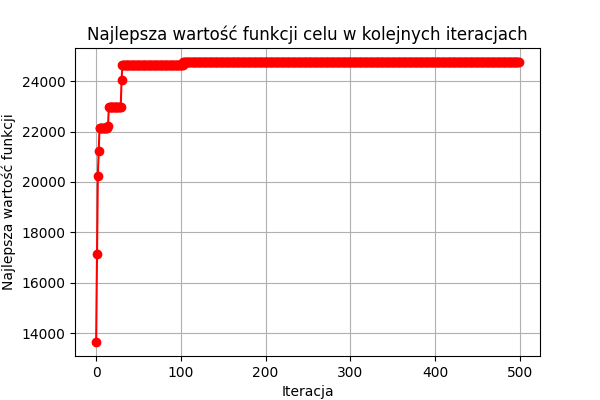 Najlepsza wartość funkcji celu w kolejnych iteracjach
Najlepsza wartość funkcji
24000
22000
20000
18000
16000
14000
0 100 200 300 400 500
Iteracja